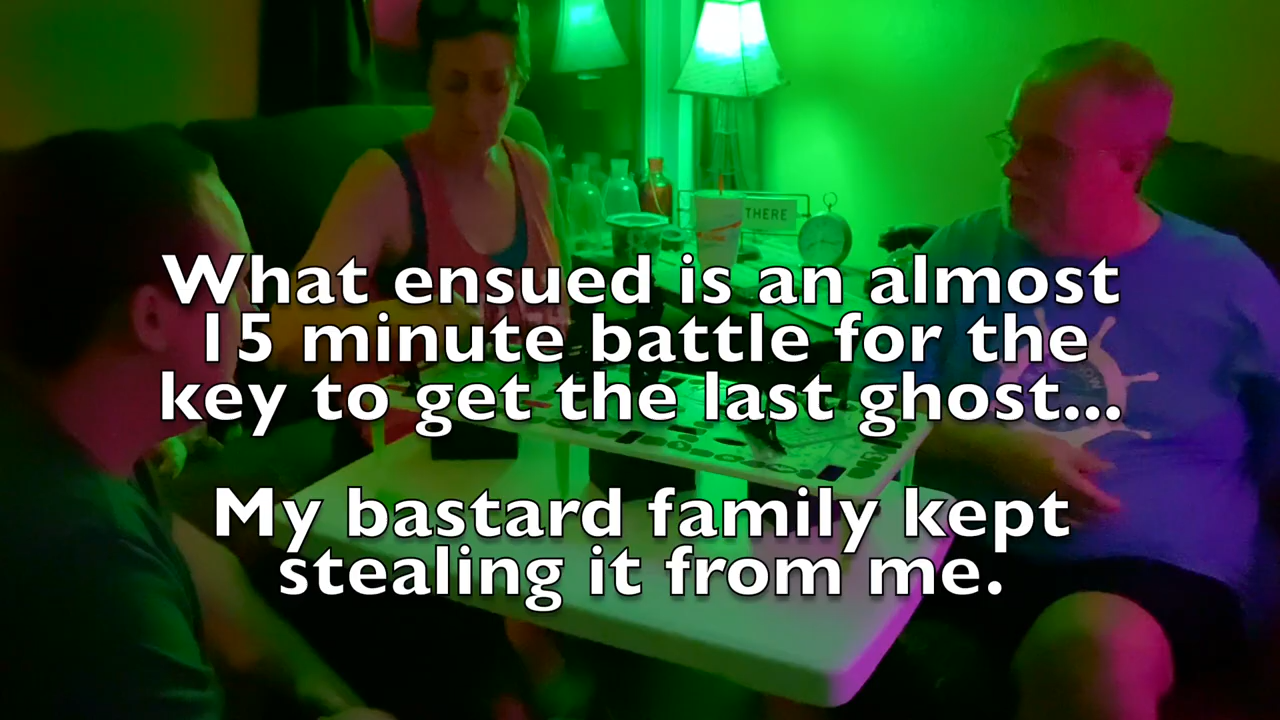 THERE
What ensued is an almost
15 minute battle for the
key to get the last ghost...
My bastard family kept
stealing it from me.